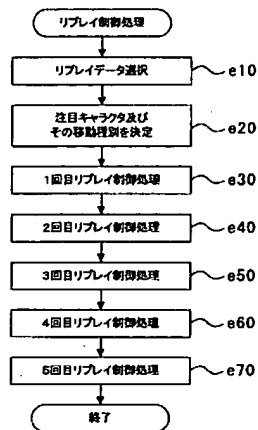 リプレイ制御処理
リプレイデータ選択
e10
注目キャラクタ及び
その移動種別を決定
e20
1回目リプレイ制御処理
e30
2回目リプレイ制御処理
e40
3回目リプレイ制御処理
e50
4回目リプレイ制御処理
e60
5回目リプレイ制御処理
e70
終了